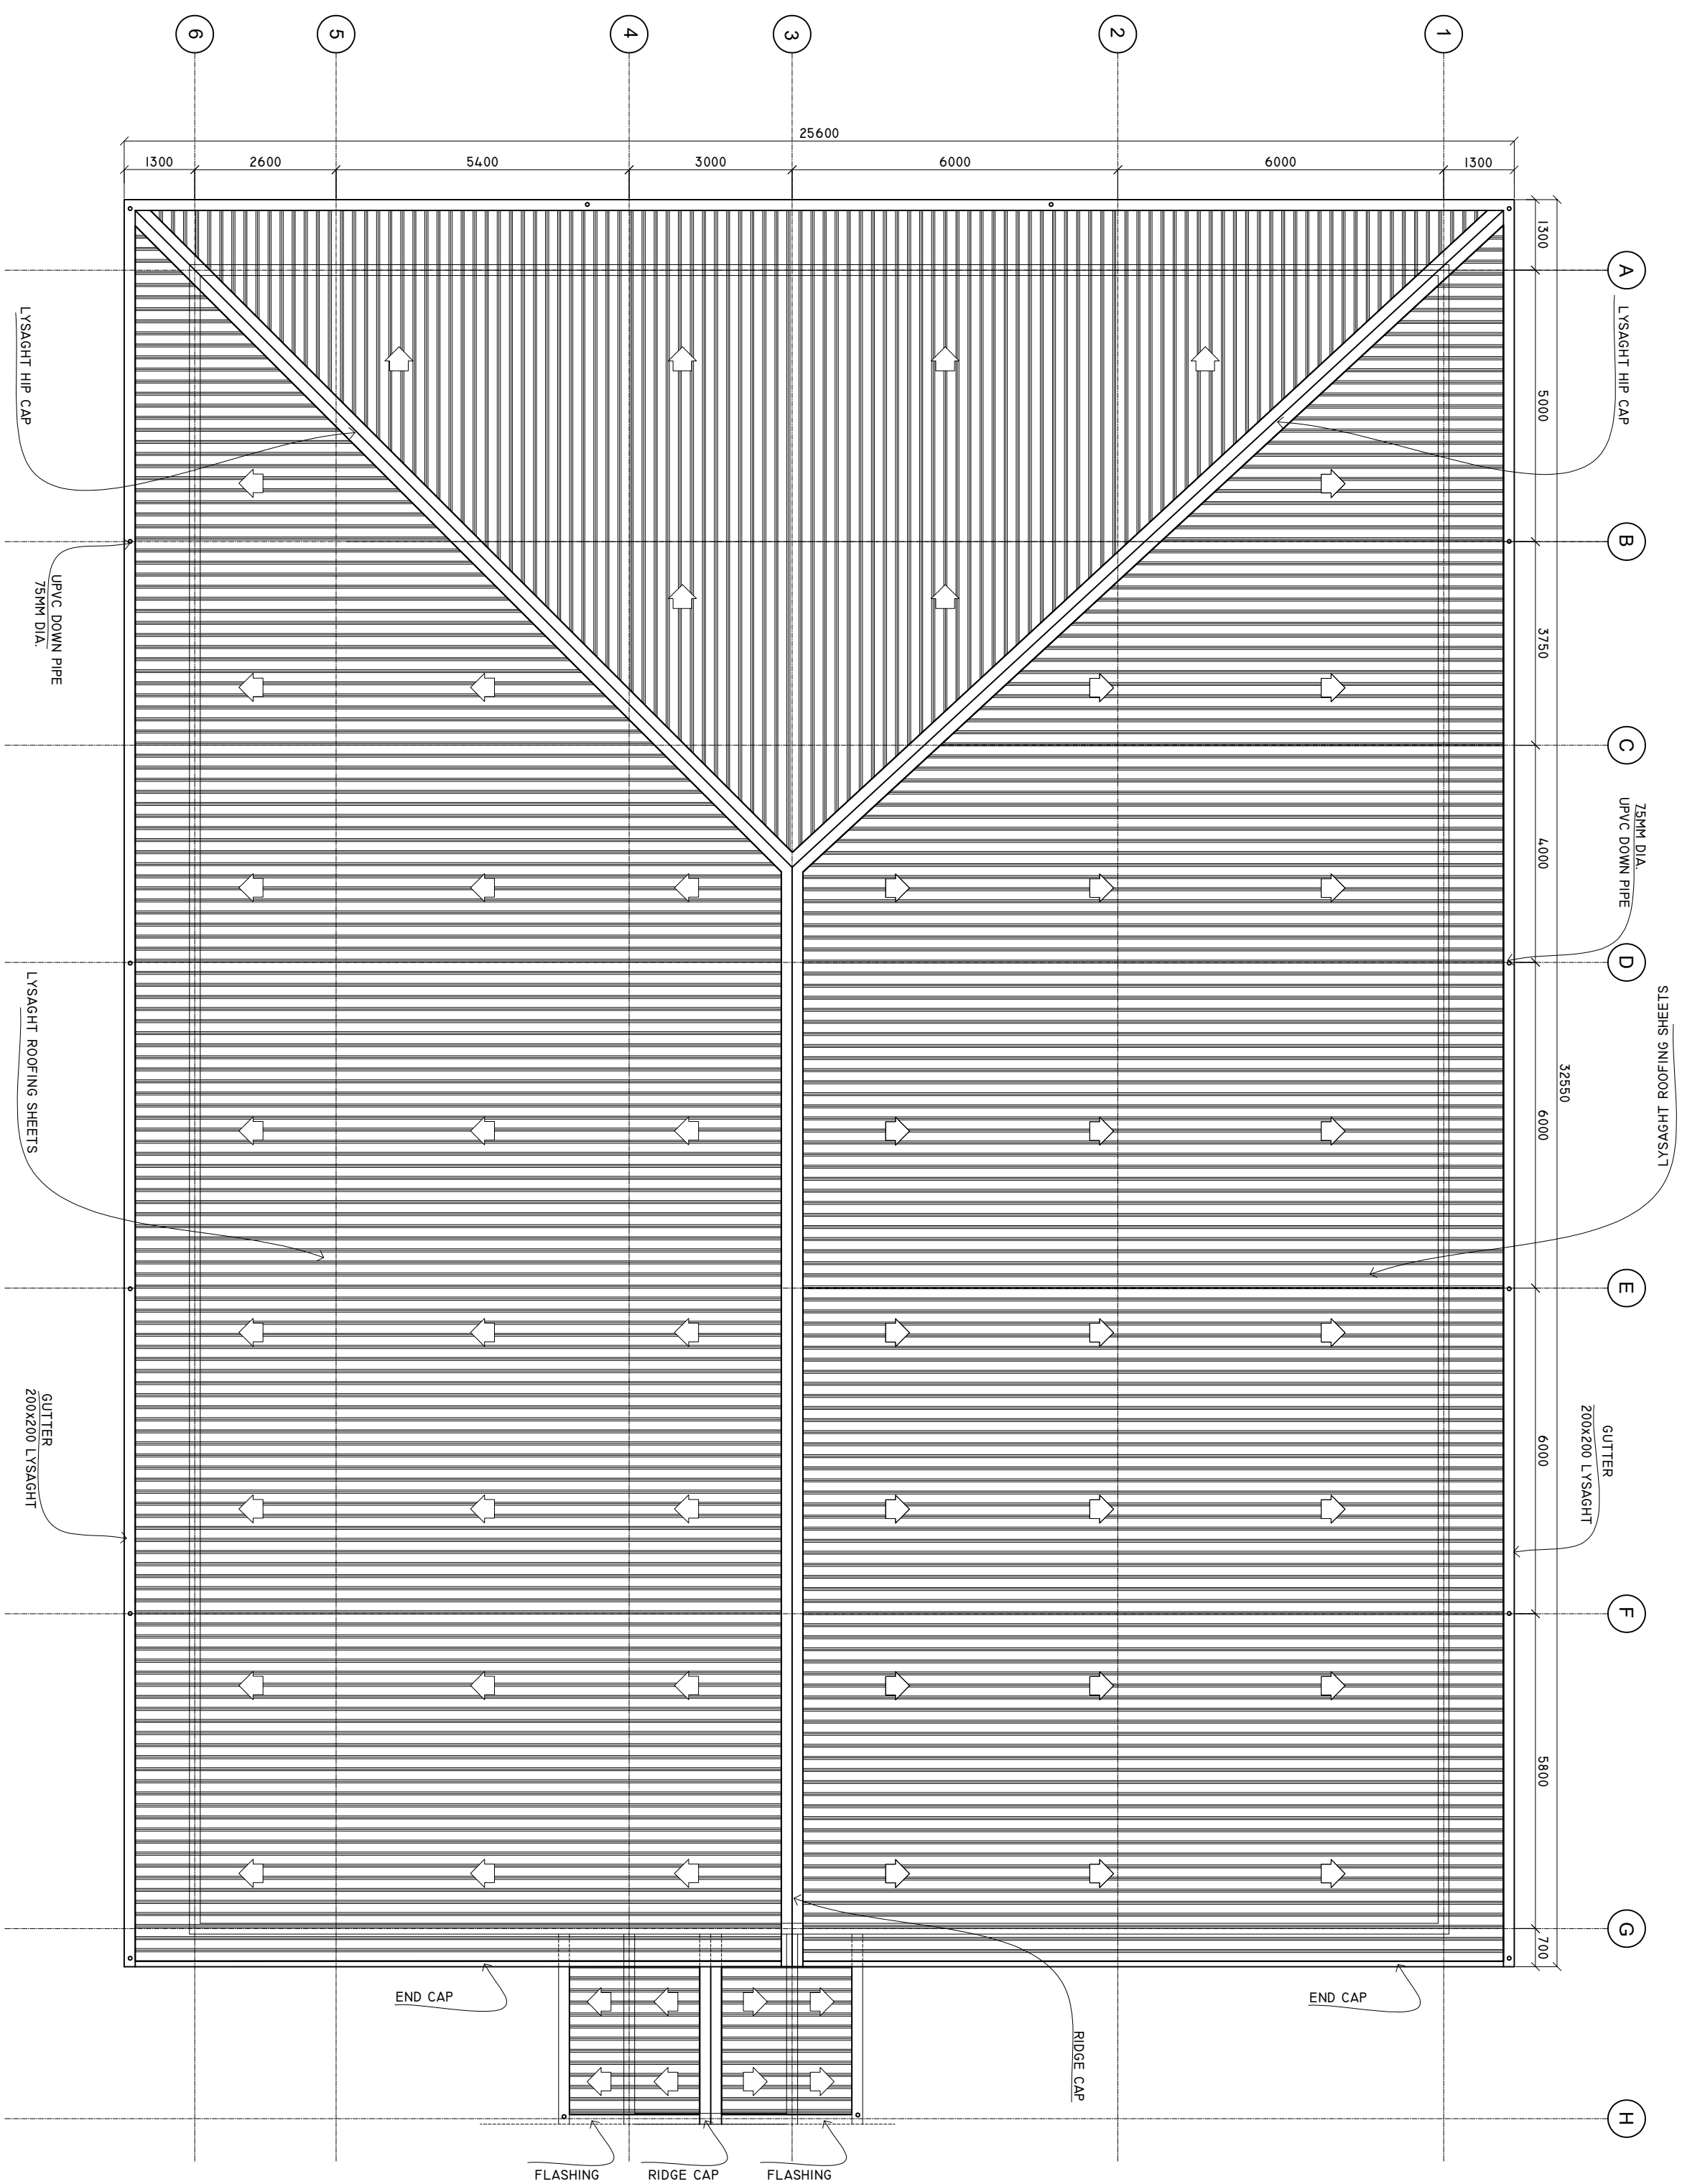 6
5
4
3
2
1
25600
1300
2600
5400
3000
6000
6000
1300
A
B
C
D
E
F
G
H
1300
5000
3750
4000
6000
6000
5800
700
32550
LYSAGHT HIP CAP
LYSAGHT HIP CAP
UPVC DOWN PIPE
75MM DIA.
75MM DIA.
UPVC DOWN PIPE
LYSAGHT ROOFING SHEETS
LYSAGHT ROOFING SHEETS
GUTTER
200x200 LYSAGHT
GUTTER
200x200 LYSAGHT
END CAP
END CAP
RIDGE CAP
FLASHING
RIDGE CAP
FLASHING